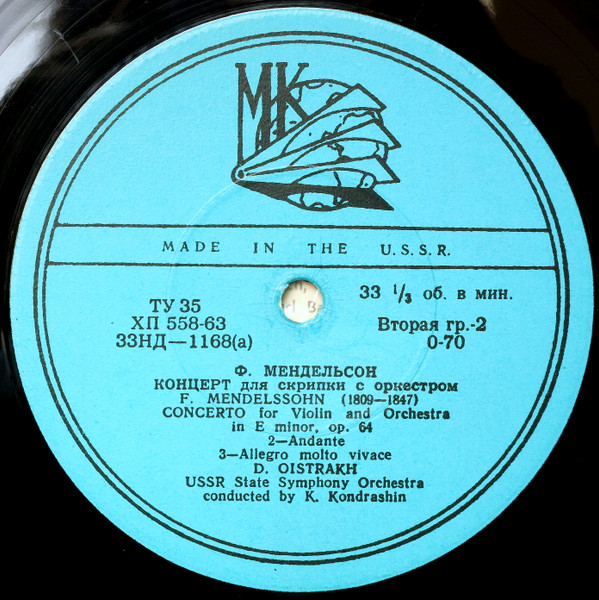 МК
MADE IN THE U.S.S.R.
ТУ 35
ХП 558-63
33НД—1168(а)
33 1/3 об. в мин.
Вторая гр.-2
0-70
Ф. МЕНДЕЛЬСОН
КОНЦЕРТ для скрипки с оркестром
F. MENDELSSOHN (1809—1847)
CONCERTO for Violin and Orchestra
in E minor, op. 64
2—Andante
3—Allegro molto vivace
D. OISTRAKH
USSR State Symphony Orchestra
conducted by K. Kondrashin